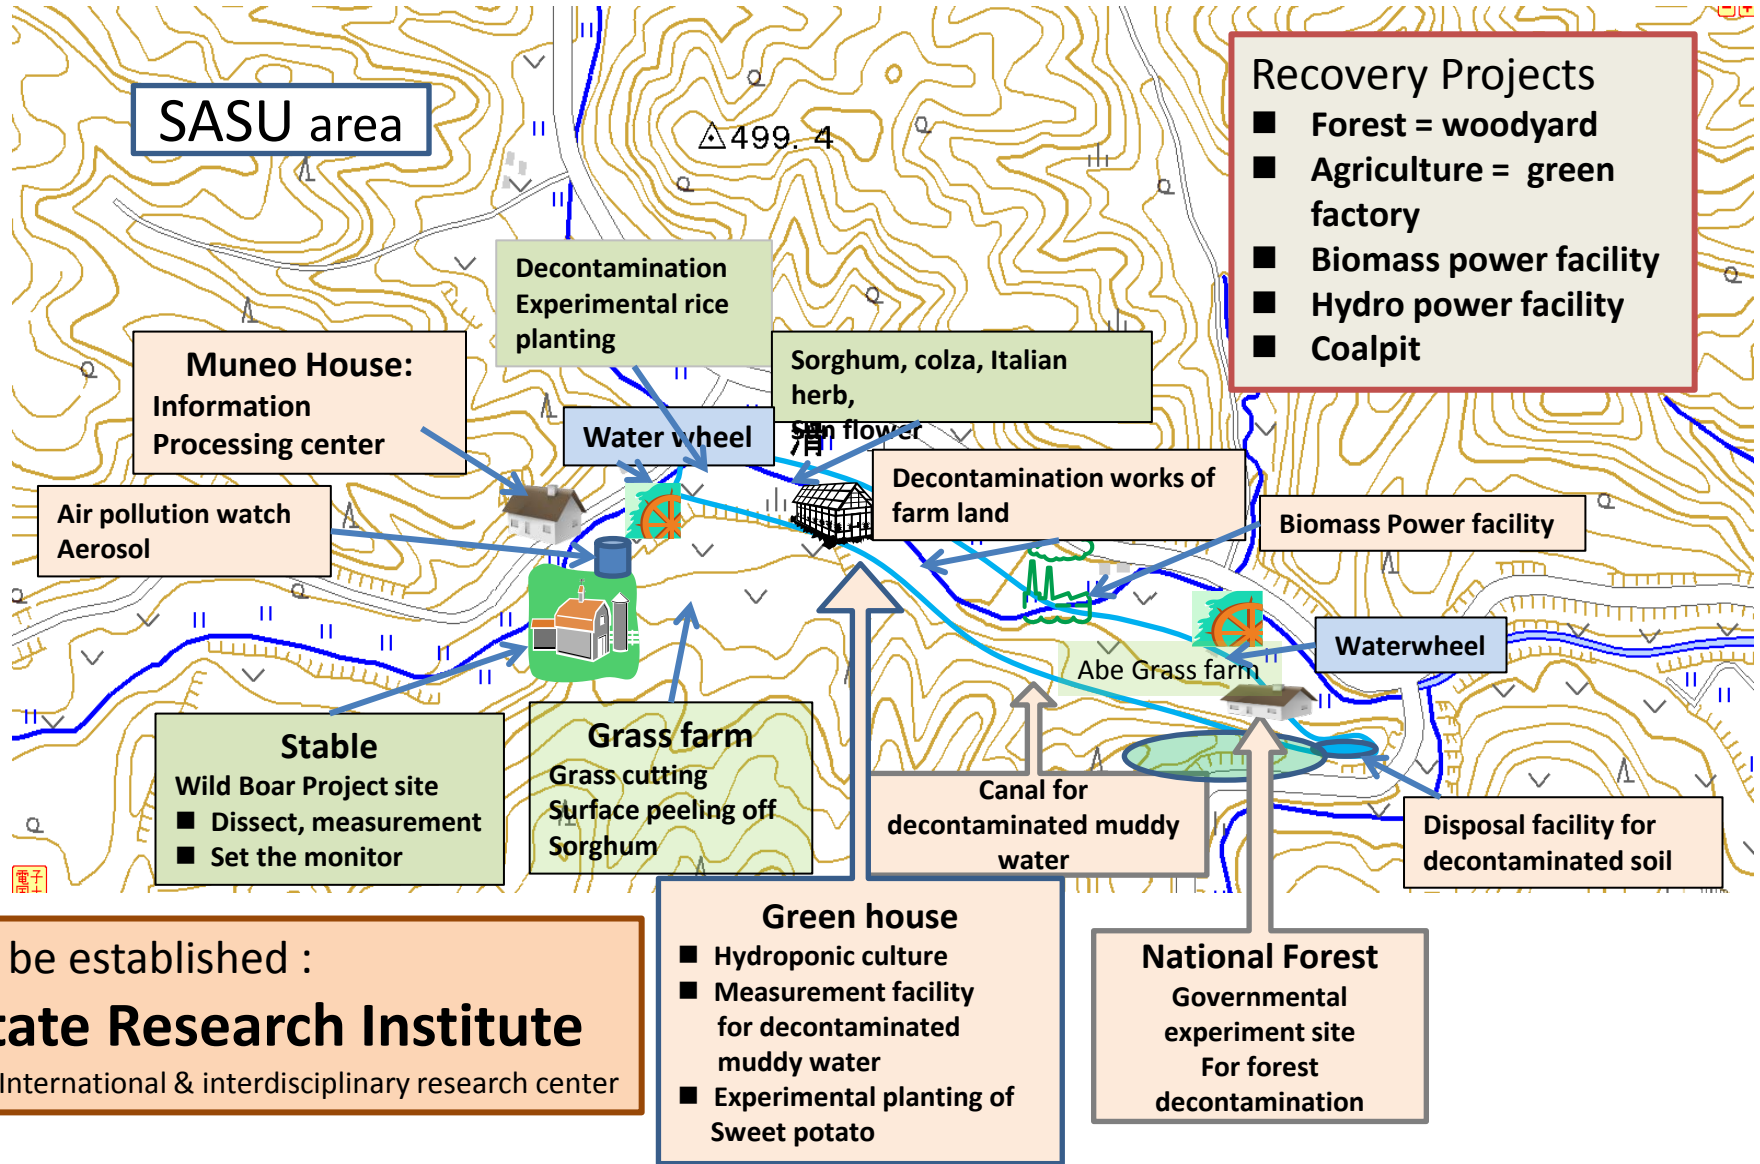 SASU area
△499. 4
Recovery Projects
■ Forest = woodyard
■ Agriculture = green
factory
■ Biomass power facility
■ Hydro power facility
■ Coalpit
Decontamination
Experimental rice
planting
Muneo House:
Information
Processing center
Sorghum, colza, Italian
herb,
Sun flower
Water wheel
Decontamination works of
farm land
Air pollution watch
Aerosol
Biomass Power facility
Waterwheel
Abe Grass farm
Stable
Wild Boar Project site
■ Dissect, measurement
■ Set the monitor
Grass farm
Grass cutting
Surface peeling off
Sorghum
Canal for
decontaminated muddy
water
Disposal facility for
decontaminated soil
電子
be established :
tate Research Institute
International & interdisciplinary research center
Green house
■ Hydroponic culture
■ Measurement facility
for decontaminated
muddy water
■ Experimental planting of
Sweet potato
National Forest
Governmental
experiment site
For forest
decontamination